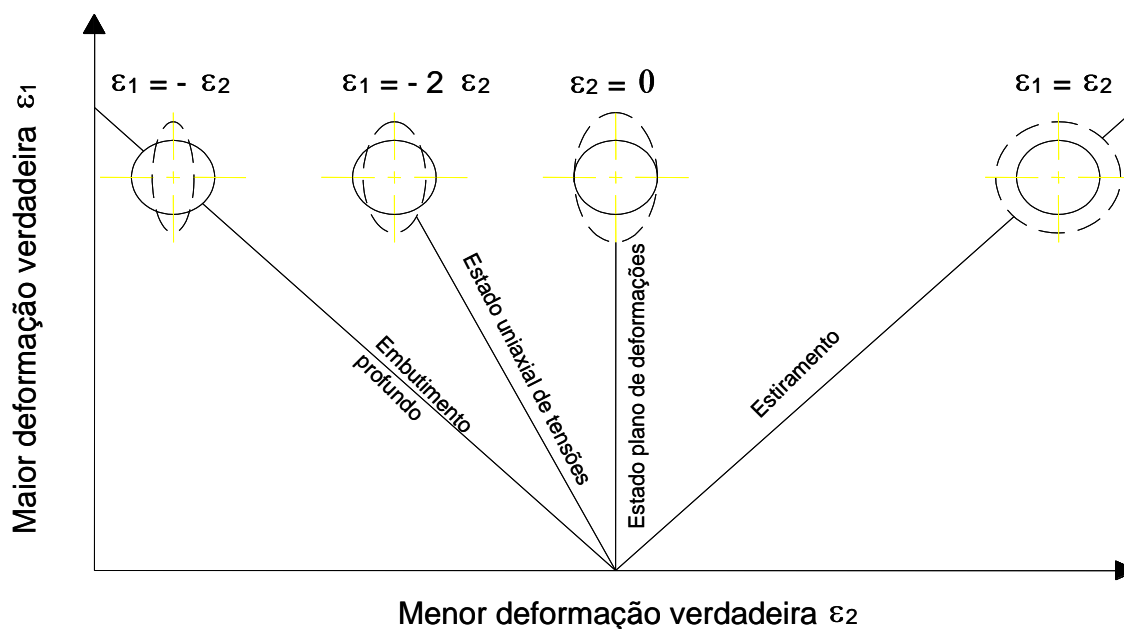 ε1 = - ε2
ε1 = - 2 ε2
ε2 = 0
ε1 = ε2
Maior deformação verdadeira ε1
Embutimento
profundo
Estado uniaxial de tensões
Estado plano de deformações
Estiramento
Menor deformação verdadeira ε2